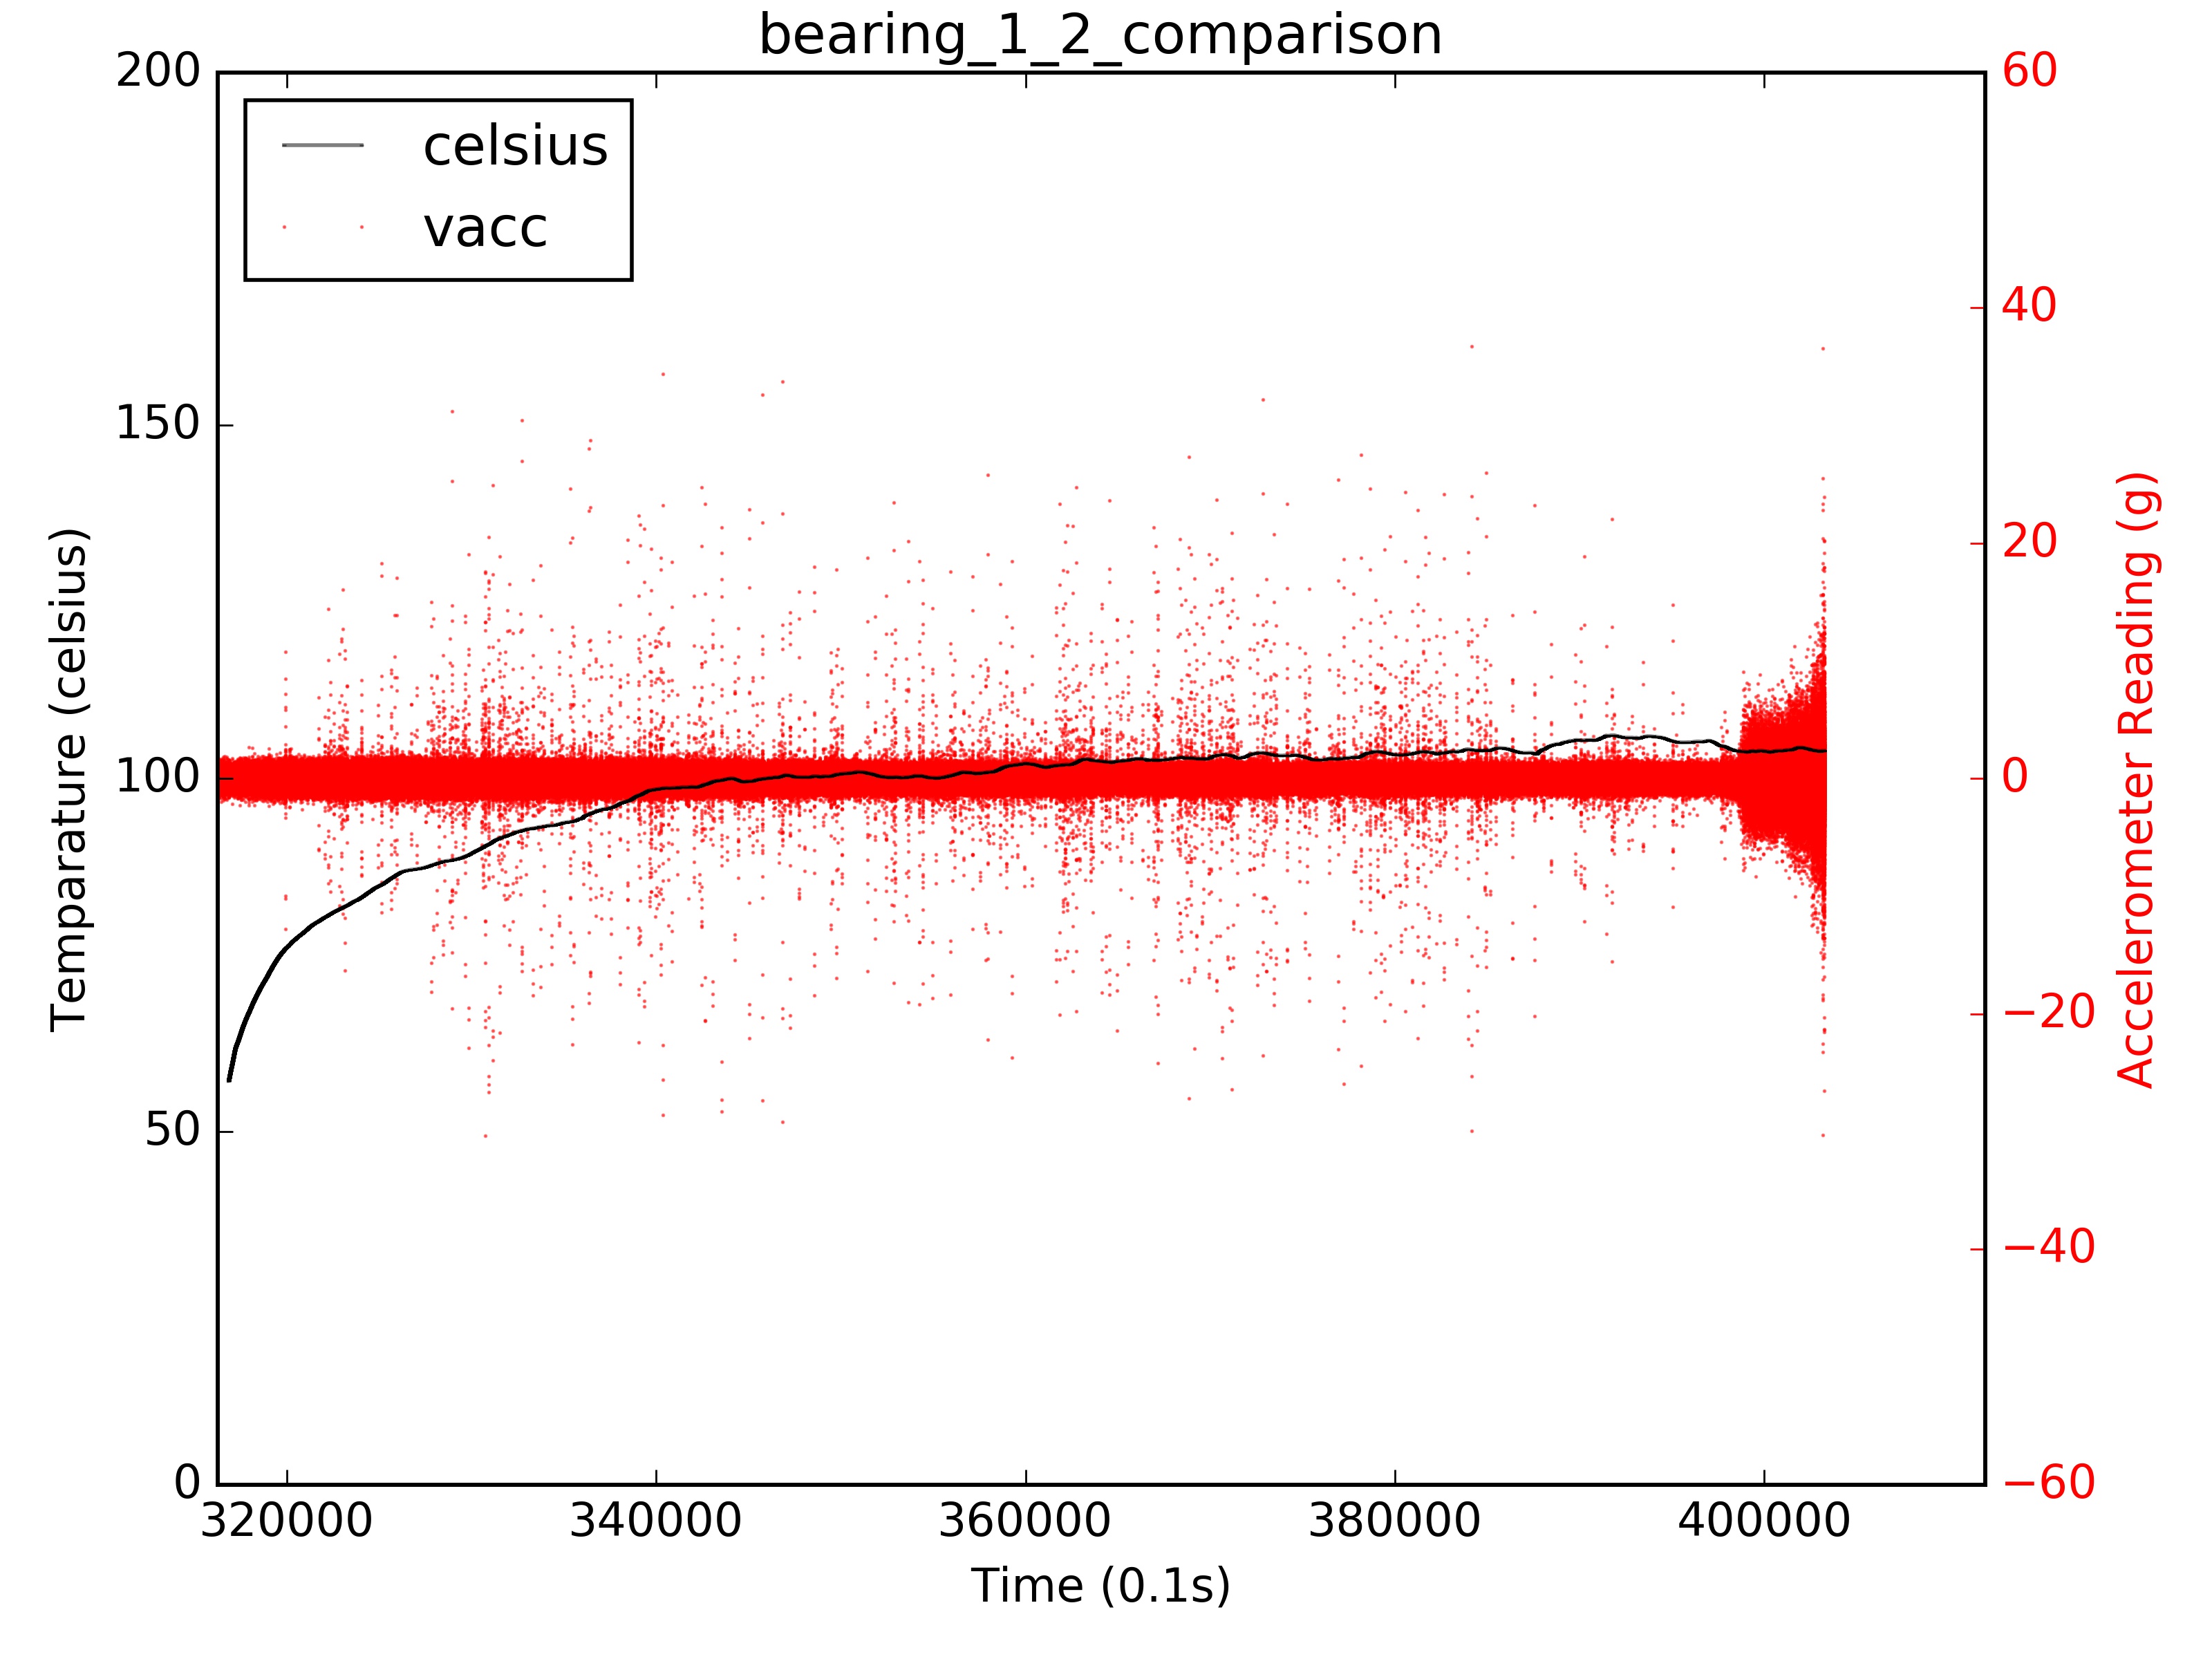 bearing_1_2_comparison
celsius
vacc
200
150
100
50
0
Temparature (celsius)
60
40
20
0
−20
−40
−60
Accelerometer Reading (g)
320000 340000 360000 380000 400000
Time (0.1s)